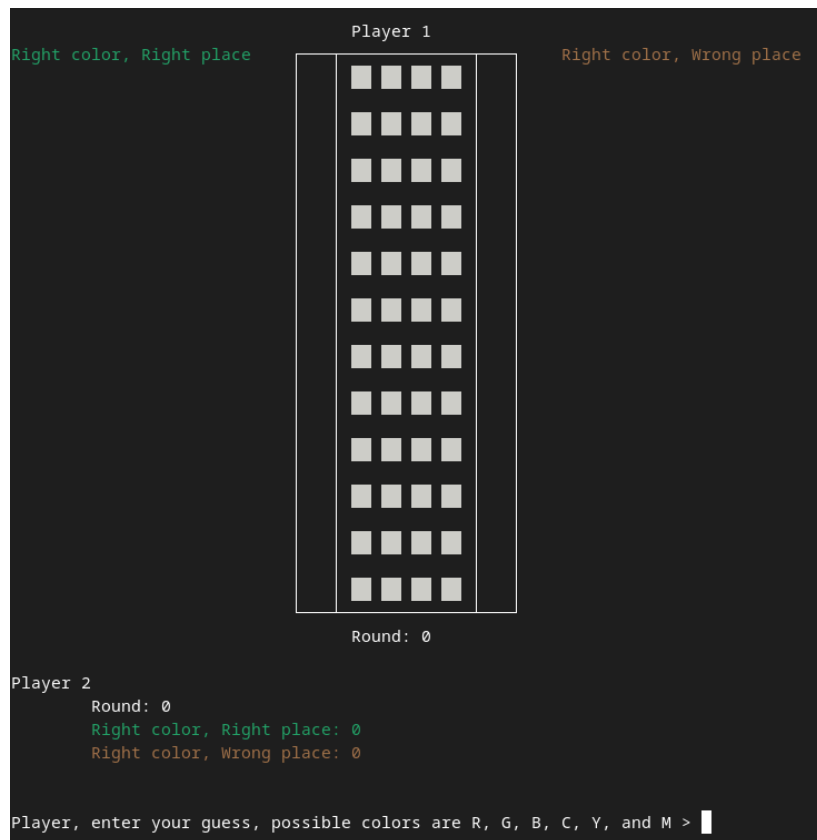 Player 1
Right color, Right place
Right color, Wrong place
Round: 0
Player 2
Round: 0
Right color, Right place: 0
Right color, Wrong place: 0
Player, enter your guess, possible colors are R, G, B, C, Y, and M >